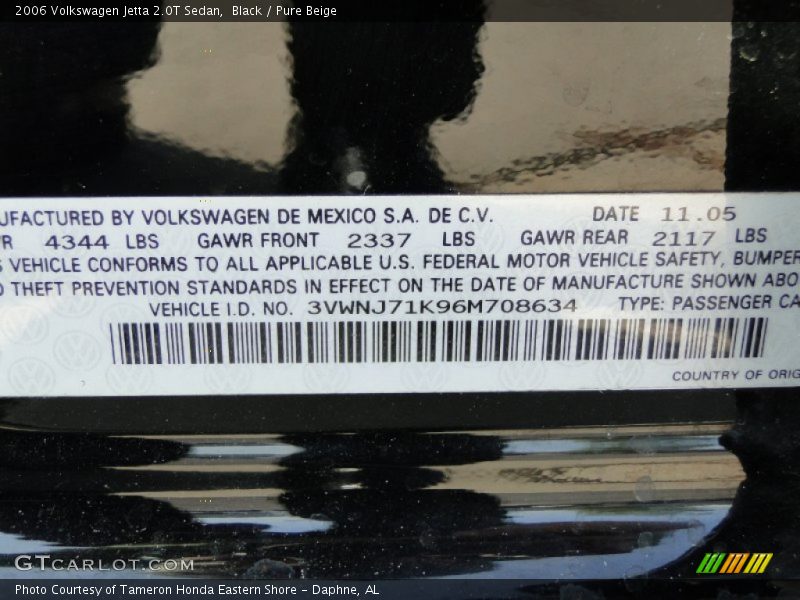 2006 Volkswagen Jetta 2.0T Sedan, Black / Pure Beige
UFACTURED BY VOLKSWAGEN DE MEXICO S.A. DE C.V. DATE 11.05
R 4344 LBS GAWR FRONT 2337 LBS GAWR REAR 2117 LBS
S VEHICLE CONFORMS TO ALL APPLICABLE U.S. FEDERAL MOTOR VEHICLE SAFETY, BUMPER
D THEFT PREVENTION STANDARDS IN EFFECT ON THE DATE OF MANUFACTURE SHOWN ABO
VEHICLE I.D. NO. 3VWNJ71K96M708634 TYPE: PASSENGER CA
COUNTRY OF ORIG
GTCARLOT.COM
Photo Courtesy of Tameron Honda Eastern Shore - Daphne, AL